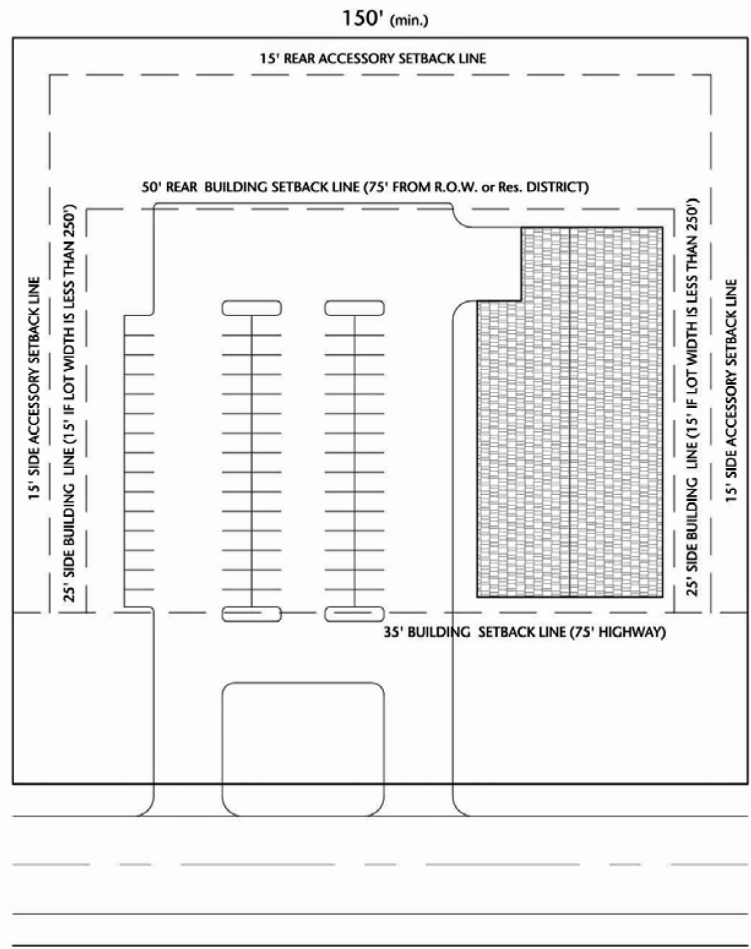 150' (min.)
15' REAR ACCESSORY SETBACK LINE
50' REAR BUILDING SETBACK LINE (75' FROM R.O.W. or Res. DISTRICT)
15' SIDE ACCESSORY SETBACK LINE
25' SIDE BUILDING LINE (15' IF LOT WIDTH IS LESS THAN 250')
25' SIDE BUILDING LINE (15' IF LOT WIDTH IS LESS THAN 250')
15' SIDE ACCESSORY SETBACK LINE
35' BUILDING SETBACK LINE (75' HIGHWAY)